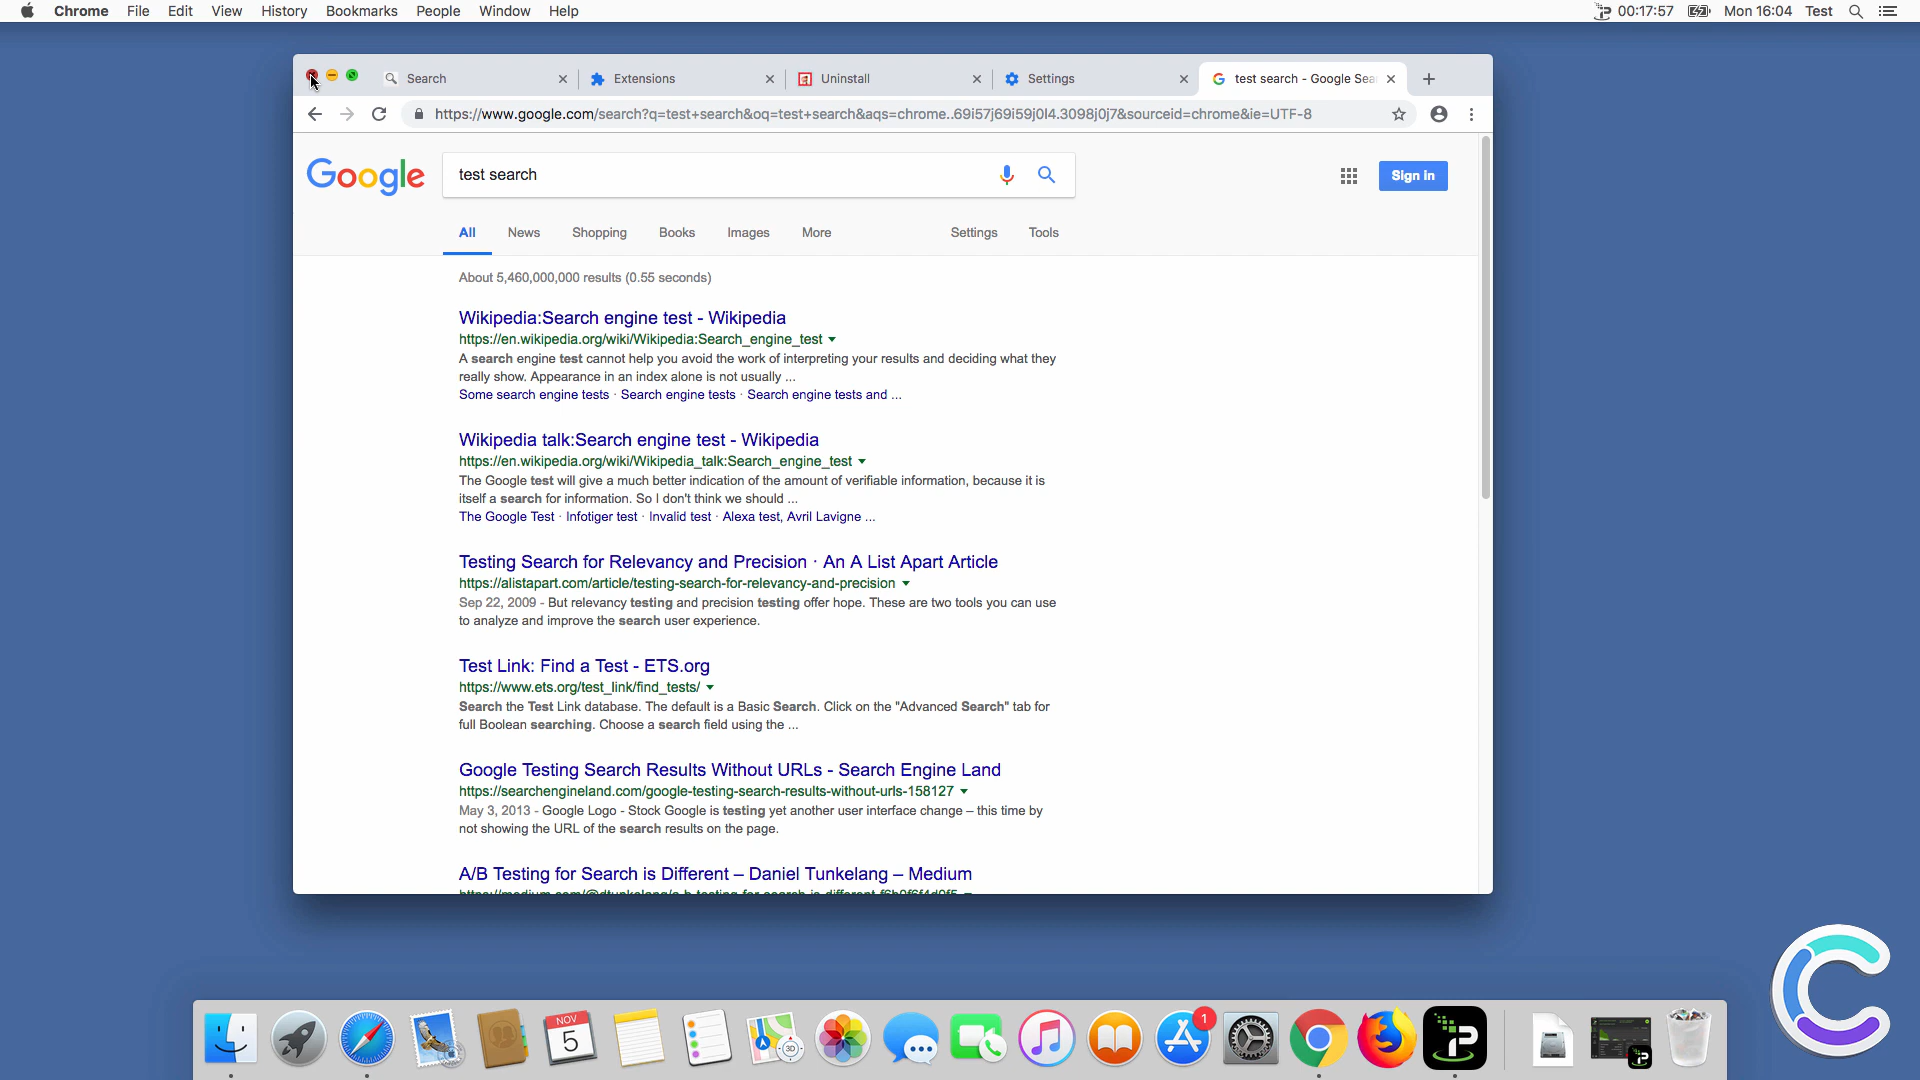 Chrome File Edit View History Bookmarks People Window Help 00:17:57 Mon 16:04 Test
Search Extensions Uninstall Settings test search - Google Sea
https://www.google.com/search?q=test+search&oq=test+search&aqs=chrome..69i57j69i59j0l4.3098j0j7&sourceid=chrome&ie=UTF-8
Google test search Sign in
All News Shopping Books Images More Settings Tools
About 5,460,000,000 results (0.55 seconds)
Wikipedia:Search engine test - Wikipedia
https://en.wikipedia.org/wiki/Wikipedia:Search_engine_test
A search engine test cannot help you avoid the work of interpreting your results and deciding what they
really show. Appearance in an index alone is not usually ...
Some search engine tests · Search engine tests · Search engine tests and ...
Wikipedia talk:Search engine test - Wikipedia
https://en.wikipedia.org/wiki/Wikipedia_talk:Search_engine_test
The Google test will give a much better indication of the amount of verifiable information, because it is
itself a search for information. So I don't think we should ...
The Google Test · Infotiger test · Invalid test · Alexa test, Avril Lavigne ...
Testing Search for Relevancy and Precision · An A List Apart Article
https://alistapart.com/article/testing-search-for-relevancy-and-precision
Sep 22, 2009 - But relevancy testing and precision testing offer hope. These are two tools you can use
to analyze and improve the search user experience.
Test Link: Find a Test - ETS.org
https://www.ets.org/test_link/find_tests/
Search the Test Link database. The default is a Basic Search. Click on the "Advanced Search" tab for
full Boolean searching. Choose a search field using the ...
Google Testing Search Results Without URLs - Search Engine Land
https://searchengineland.com/google-testing-search-results-without-urls-158127
May 3, 2013 - Google Logo - Stock Google is testing yet another user interface change – this time by
not showing the URL of the search results on the page.
A/B Testing for Search is Different – Daniel Tunkelang – Medium
NOV
5
3D
1